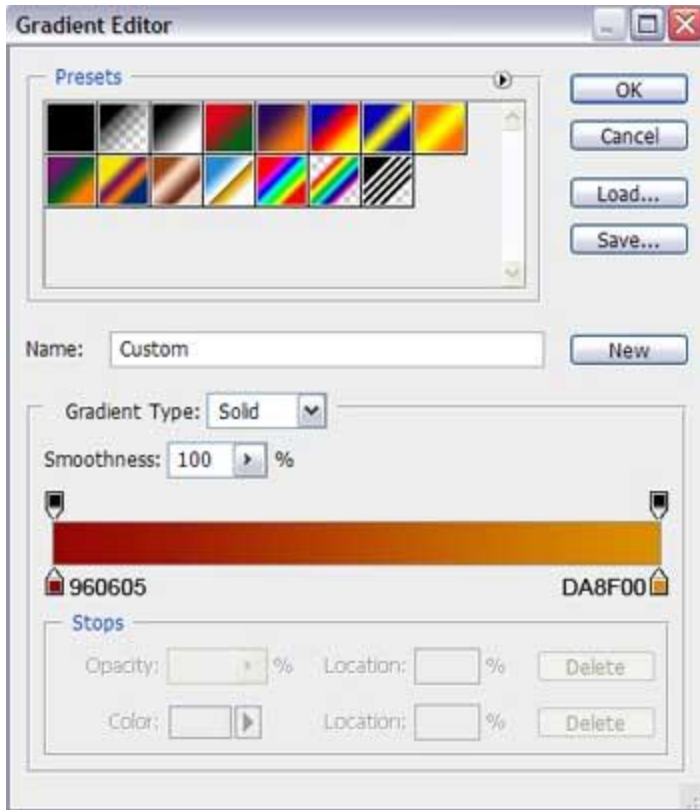 Gradient Editor
Presets
OK
Cancel
Load...
Save...
Name: Custom
New
Gradient Type: Solid
Smoothness: 100 %
960605 DA8F00
Stops
Opacity: % Location: % Delete
Color: Location: % Delete